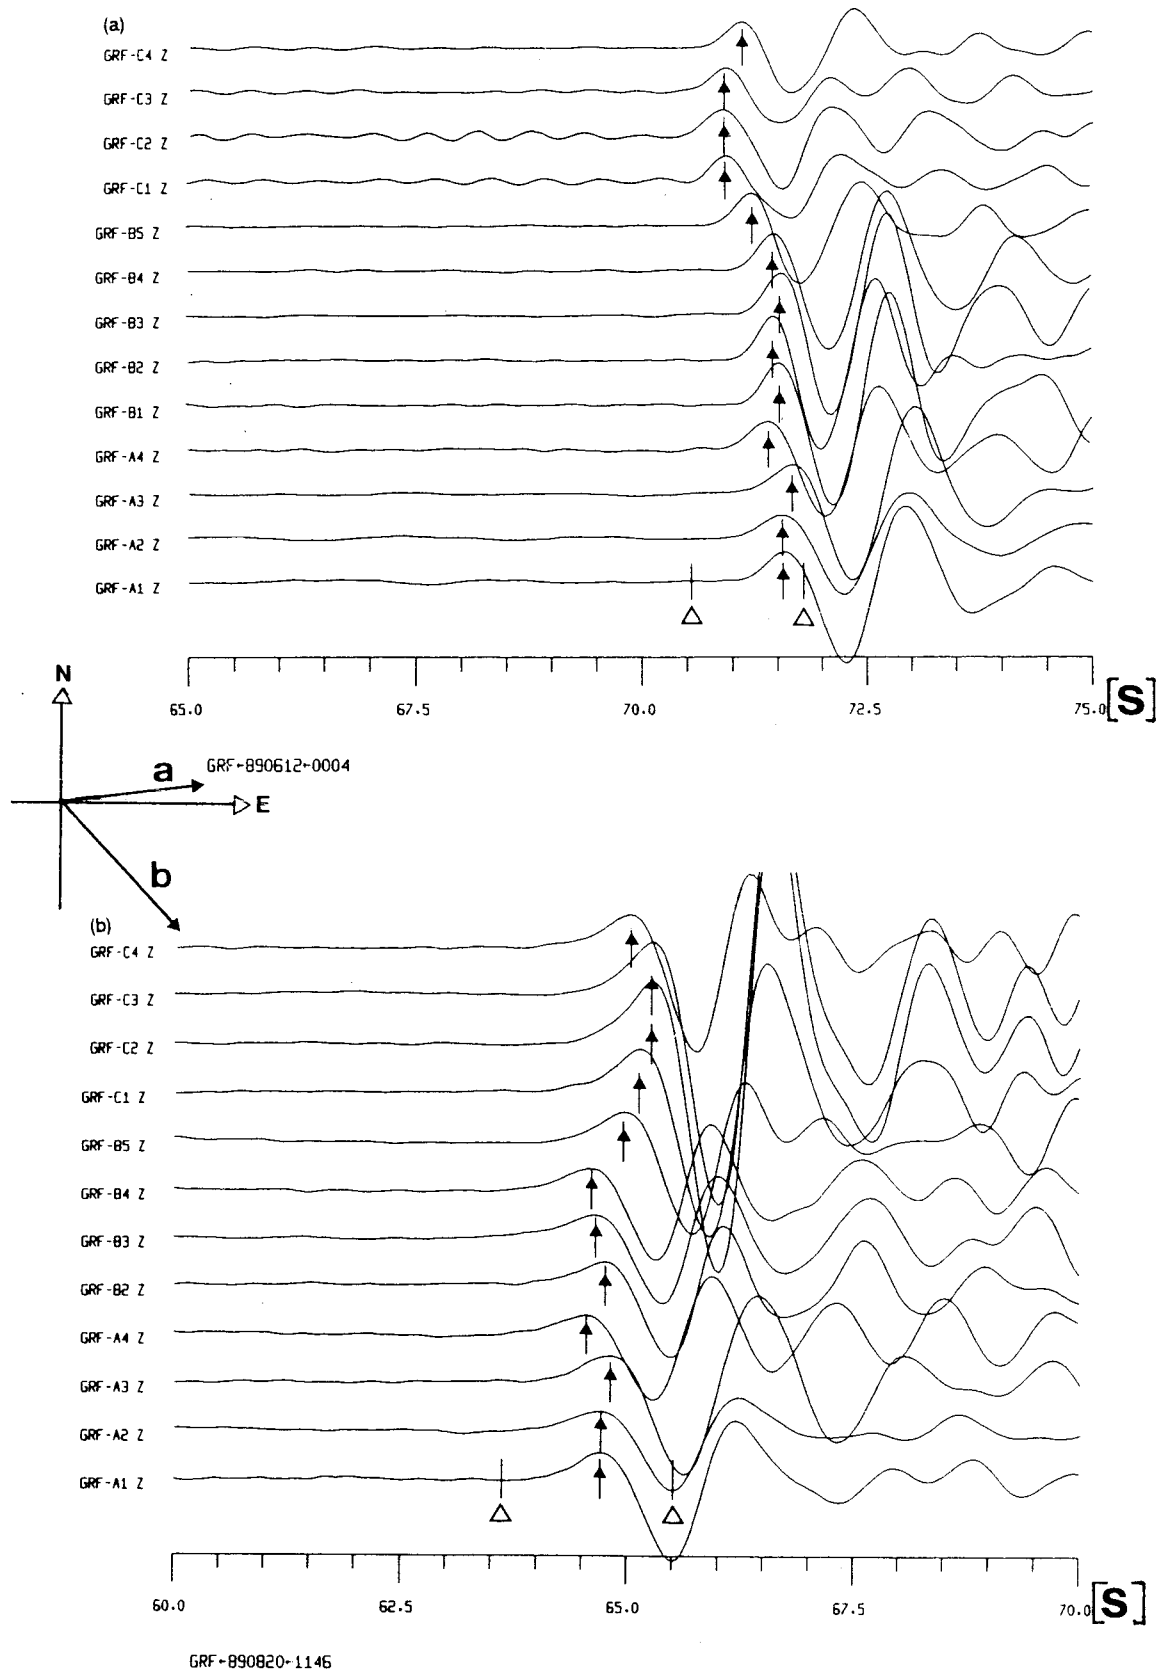 (a)
GRF-C4 Z
GRF-C3 Z
GRF-C2 Z
GRF-C1 Z
GRF-B5 Z
GRF-B4 Z
GRF-B3 Z
GRF-B2 Z
GRF-B1 Z
GRF-A4 Z
GRF-A3 Z
GRF-A2 Z
GRF-A1 Z
65.0 67.5 70.0 72.5 75.0 [S]
N
a GRF-890612-0004
E
b
(b)
GRF-C4 Z
GRF-C3 Z
GRF-C2 Z
GRF-C1 Z
GRF-B5 Z
GRF-B4 Z
GRF-B3 Z
GRF-B2 Z
GRF-A4 Z
GRF-A3 Z
GRF-A2 Z
GRF-A1 Z
60.0 62.5 65.0 67.5 70.0 [S]
GRF-890820-1146